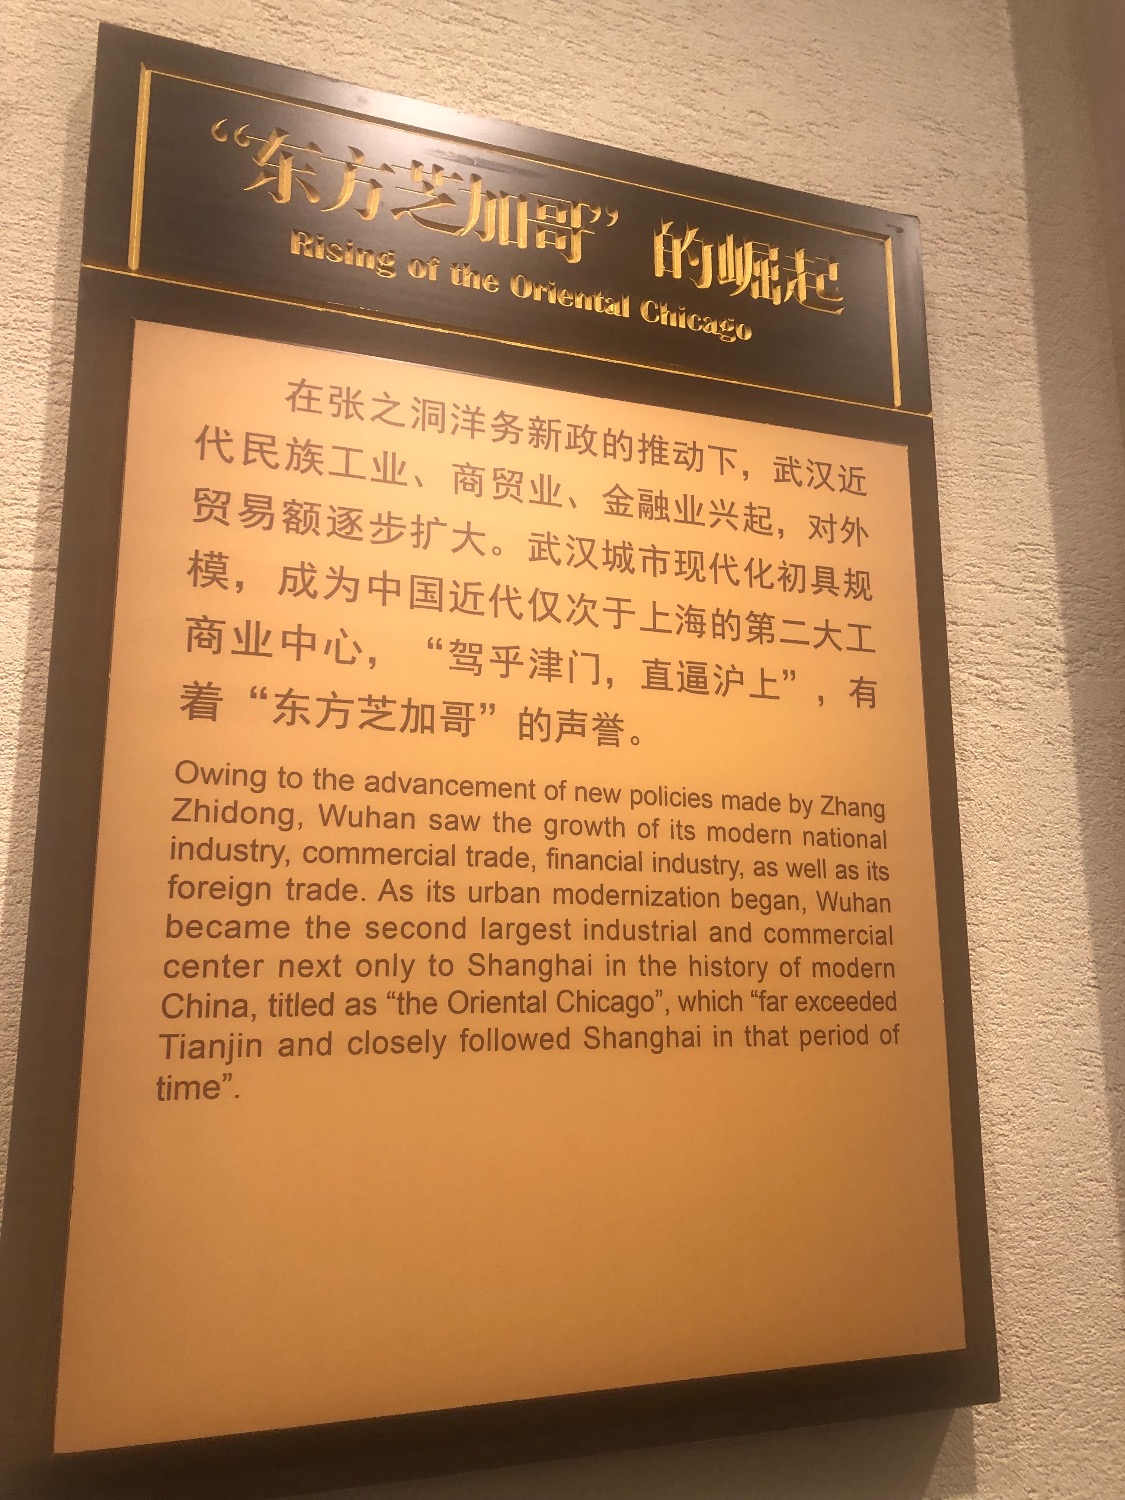 “东方芝加哥”的崛起
Rising of the Oriental Chicago
在张之洞洋务新政的推动下，武汉近
代民族工业、商贸业、金融业兴起，对外
贸易额逐步扩大。武汉城市现代化初具规
模，成为中国近代仅次于上海的第二大工
商业中心，“驾乎津门，直逼沪上”，有
着“东方芝加哥”的声誉。
Owing to the advancement of new policies made by Zhang
Zhidong, Wuhan saw the growth of its modern national
industry, commercial trade, financial industry, as well as its
foreign trade. As its urban modernization began, Wuhan
became the second largest industrial and commercial
center next only to Shanghai in the history of modern
China, titled as “the Oriental Chicago”, which “far exceeded
Tianjin and closely followed Shanghai in that period of
time”.